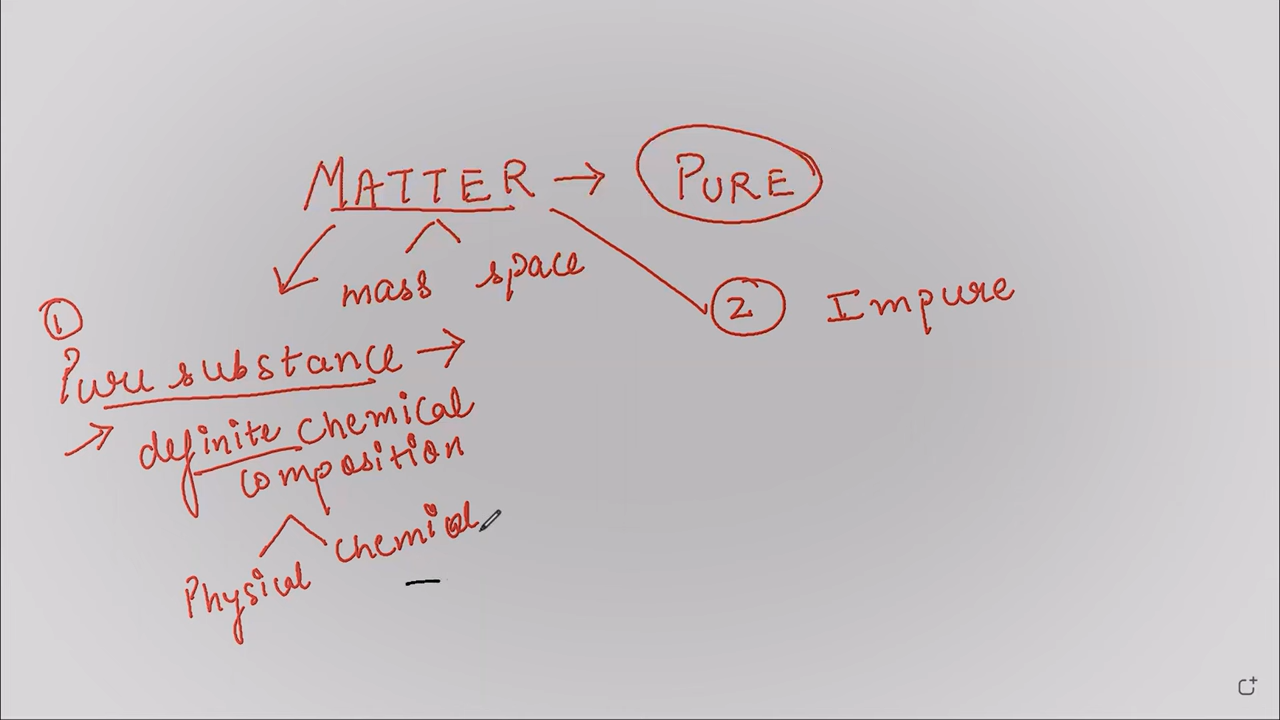 MATTER → PURE
mass space
① 
Pure substance →
→ definite chemical
composition
Physical chemical
② Impure